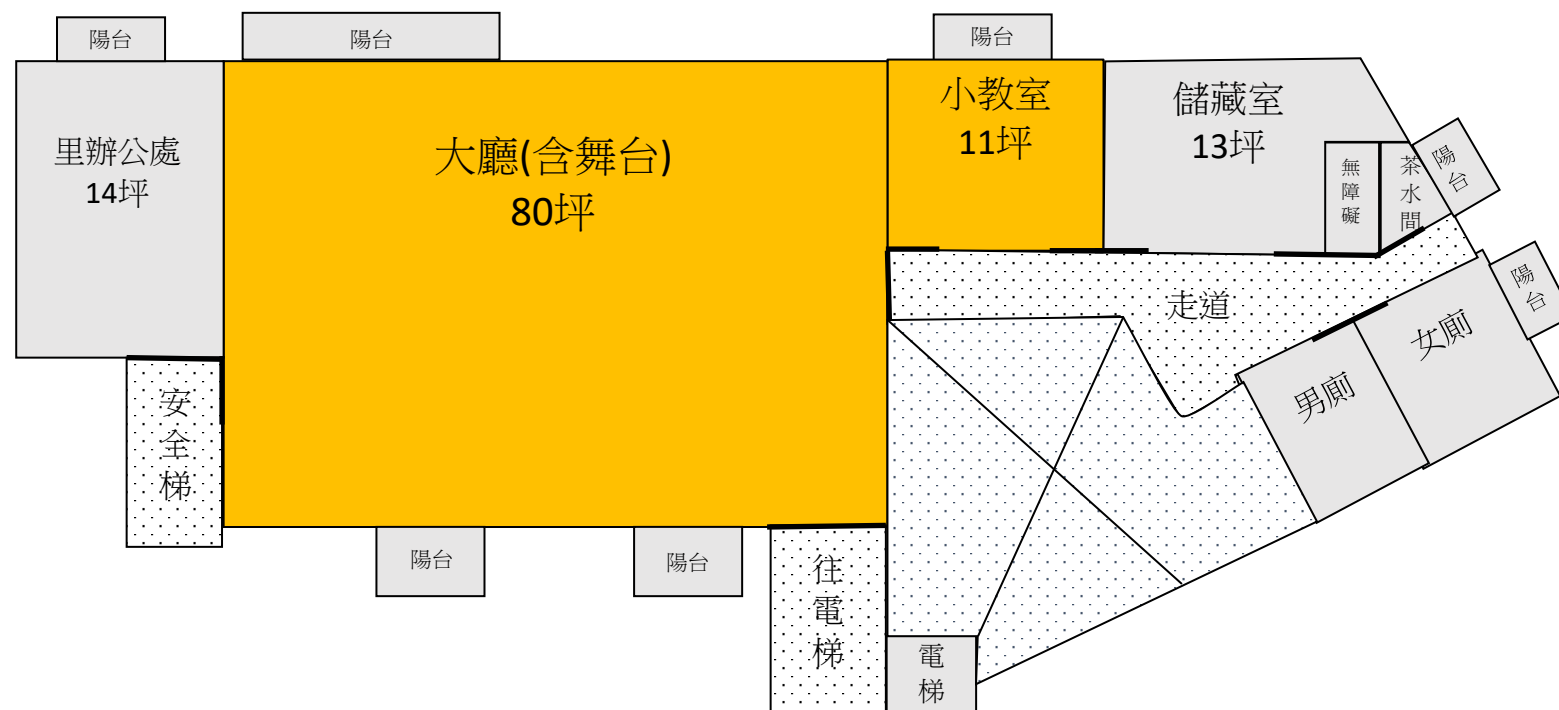 陽台
陽台
陽台
里辦公處
14坪
大廳(含舞台)
80坪
小教室
11坪
儲藏室
13坪
無障礙
茶水間
陽台
走道
陽台
女廁
男廁
安全梯
陽台
陽台
往電梯
電梯